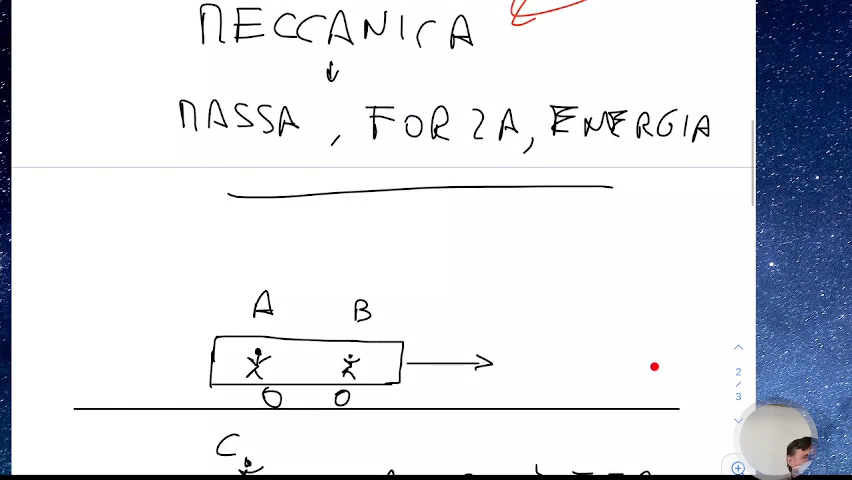 MECCANICA
MASSA, FORZA, ENERGIA
A B
C
2
/
3